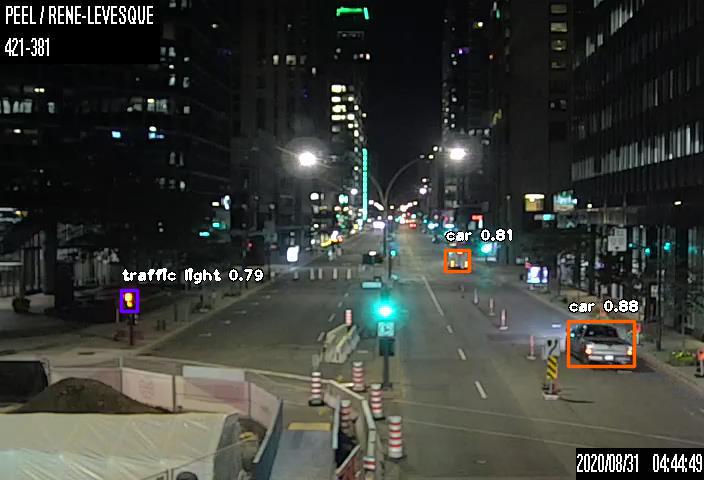 PEEL / RENE-LEVESQUE
421-381
car 0.81
traffic light 0.79
car 0.88
2020/08/31 04:44:49